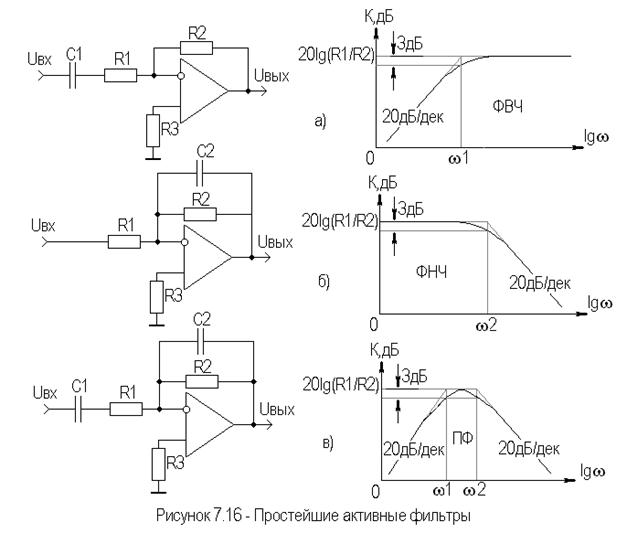 R2
Uвх C1 R1 Uвых
R3
К,дБ
20lg(R1/R2) 3дБ
20дБ/дек ФВЧ
а)
0 ω1 lgω
C2
R2
Uвх R1 Uвых
R3
К,дБ
20lg(R1/R2) 3дБ
ФНЧ 20дБ/дек
б)
0 ω2 lgω
C2
R2
Uвх C1 R1 Uвых
R3
К,дБ
20lg(R1/R2) 3дБ
20дБ/дек ПФ 20дБ/дек
в)
0 ω1 ω2 lgω
Рисунок 7.16 - Простейшие активные фильтры